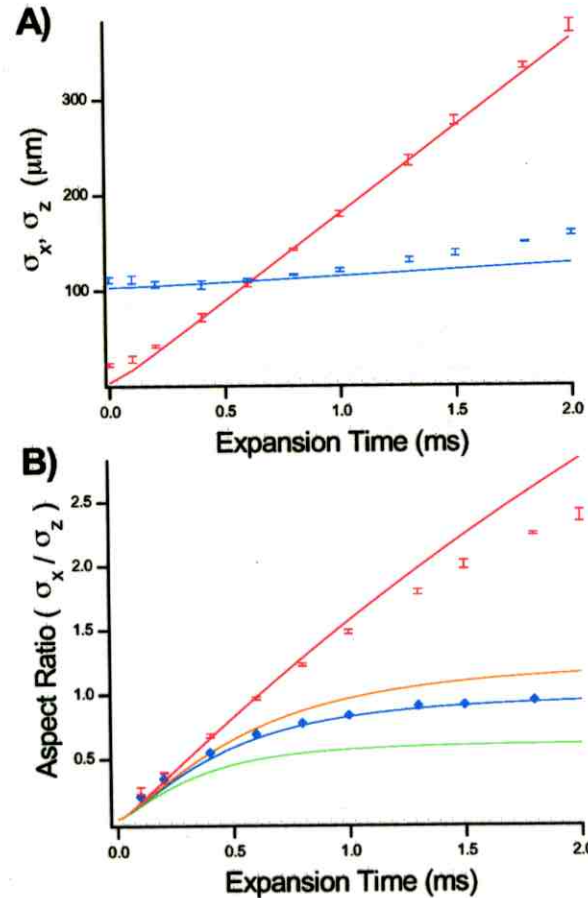 A)
σx, σz (μm)
300
200
100
0.0 0.5 1.0 1.5 2.0
Expansion Time (ms)
B)
Aspect Ratio ( σx / σz )
2.5
2.0
1.5
1.0
0.5
0.0 0.5 1.0 1.5 2.0
Expansion Time (ms)